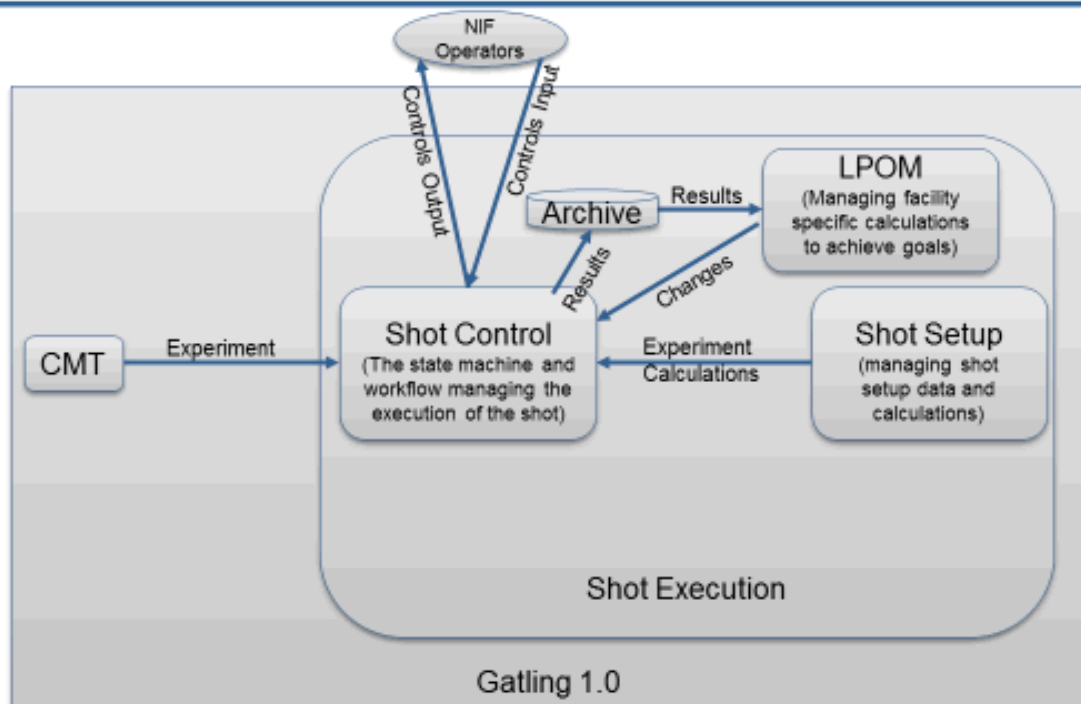 NIF
Operators
Controls Output
Controls Input
Archive
Results
LPOM
(Managing facility
specific calculations
to achieve goals)
Results
Changes
CMT
Experiment
Shot Control
(The state machine and
workflow managing the
execution of the shot)
Experiment
Calculations
Shot Setup
(managing shot
setup data and
calculations)
Shot Execution
Gatling 1.0